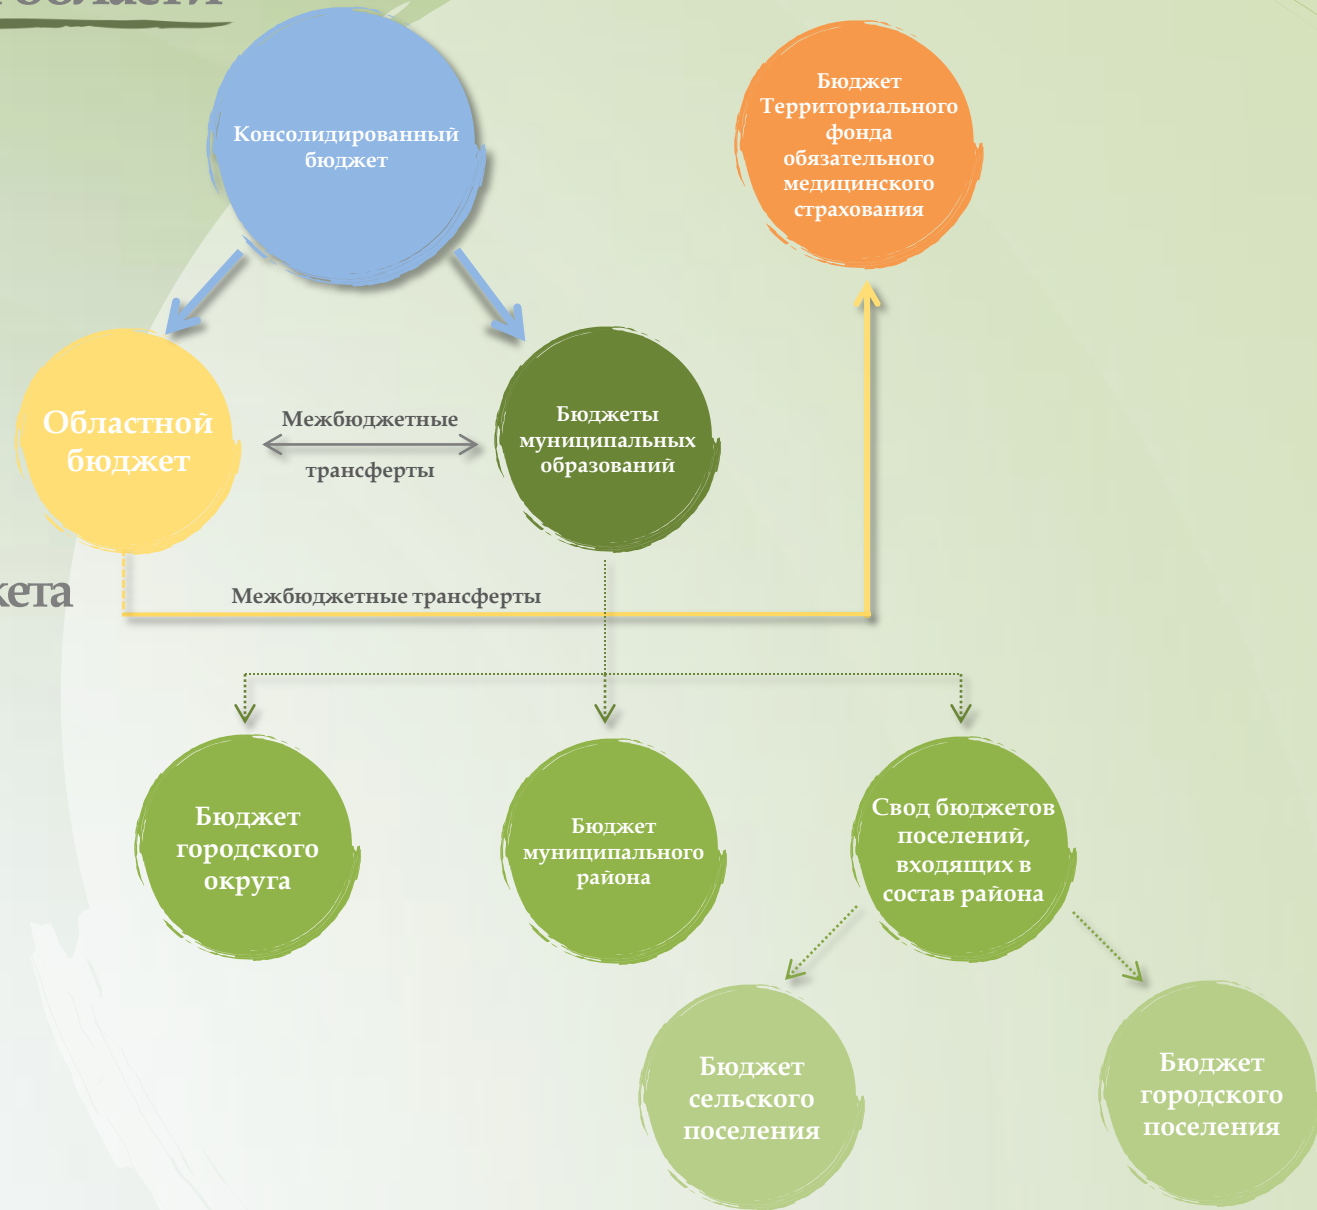 области
Консолидированный
бюджет
Бюджет
Территориального
фонда
обязательного
медицинского
страхования
Областной
бюджет
Межбюджетные
трансферты
Бюджеты
муниципальных
образований
Межбюджетные трансферты
Бюджет
городского
округа
Бюджет
муниципального
района
Свод бюджетов
поселений,
входящих в
состав района
Бюджет
сельского
поселения
Бюджет
городского
поселения